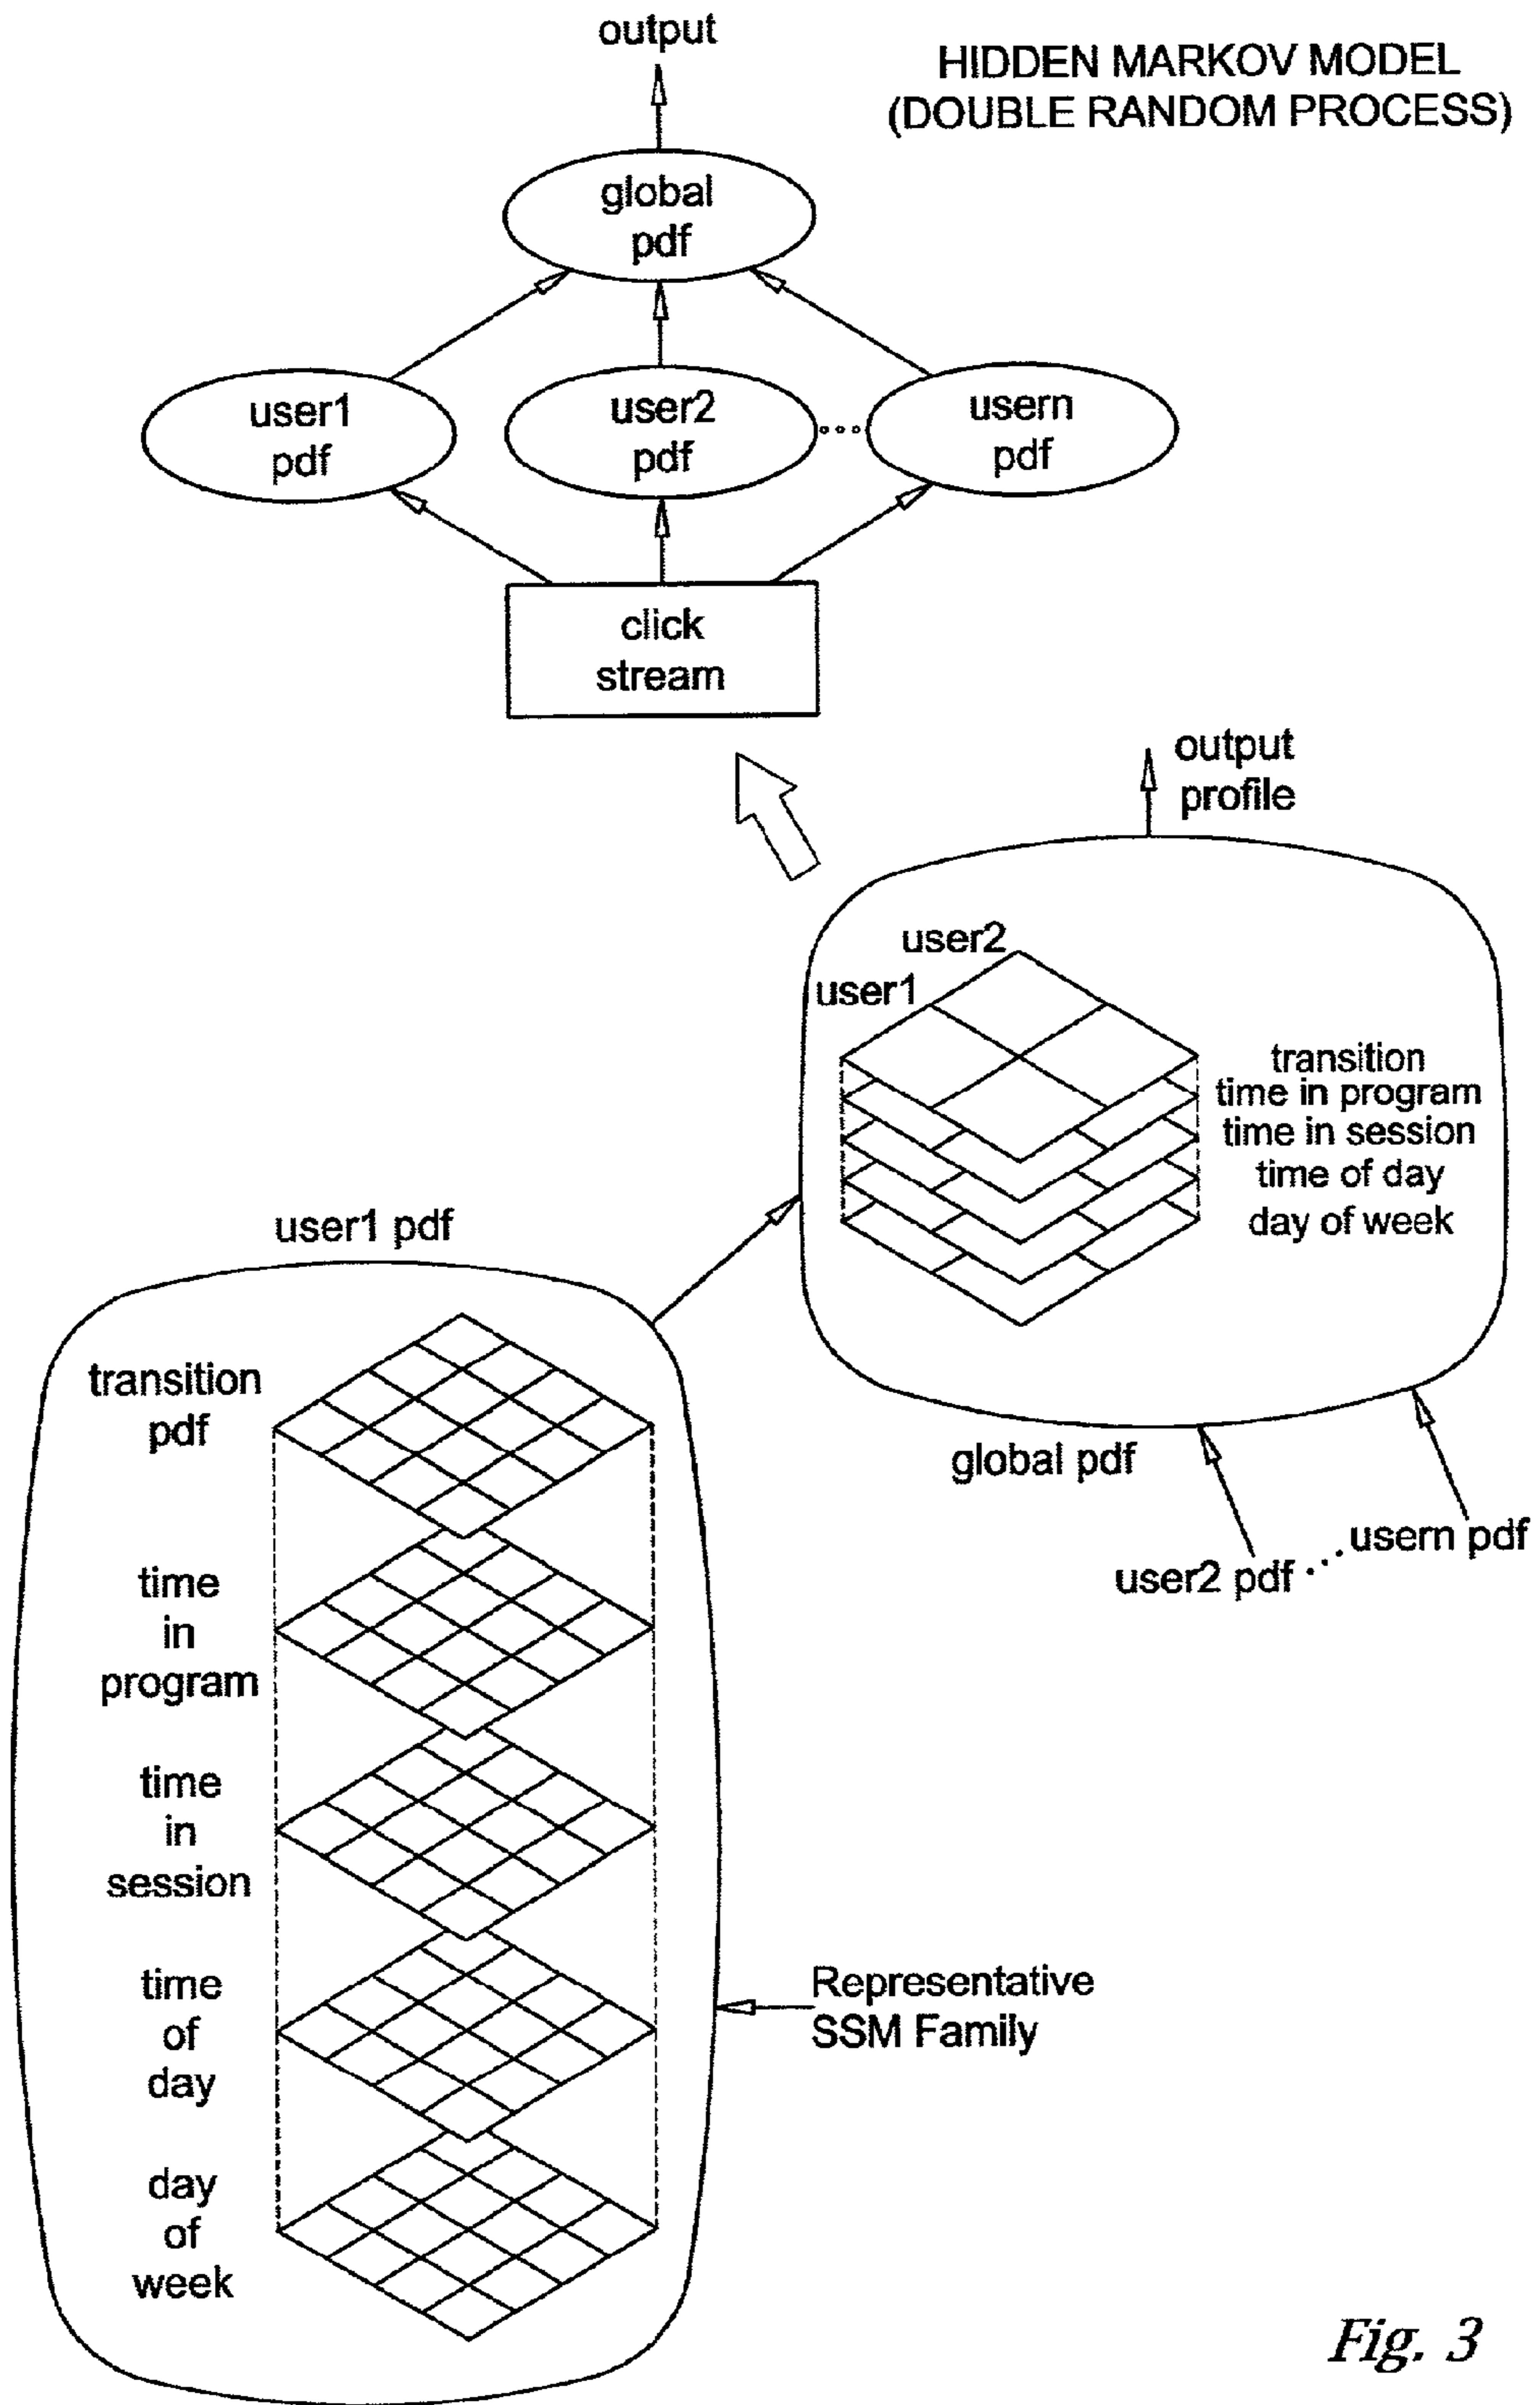 output
HIDDEN MARKOV MODEL
(DOUBLE RANDOM PROCESS)
global
pdf
user1
pdf
user2
pdf
usern
pdf
click
stream
output
profile
user2
user1
transition
time in program
time in session
time of day
day of week
global pdf
user2 pdf
usern pdf
user1 pdf
transition
pdf
time
in
program
time
in
session
time
of
day
day
of
week
Representative
SSM Family
Fig. 3